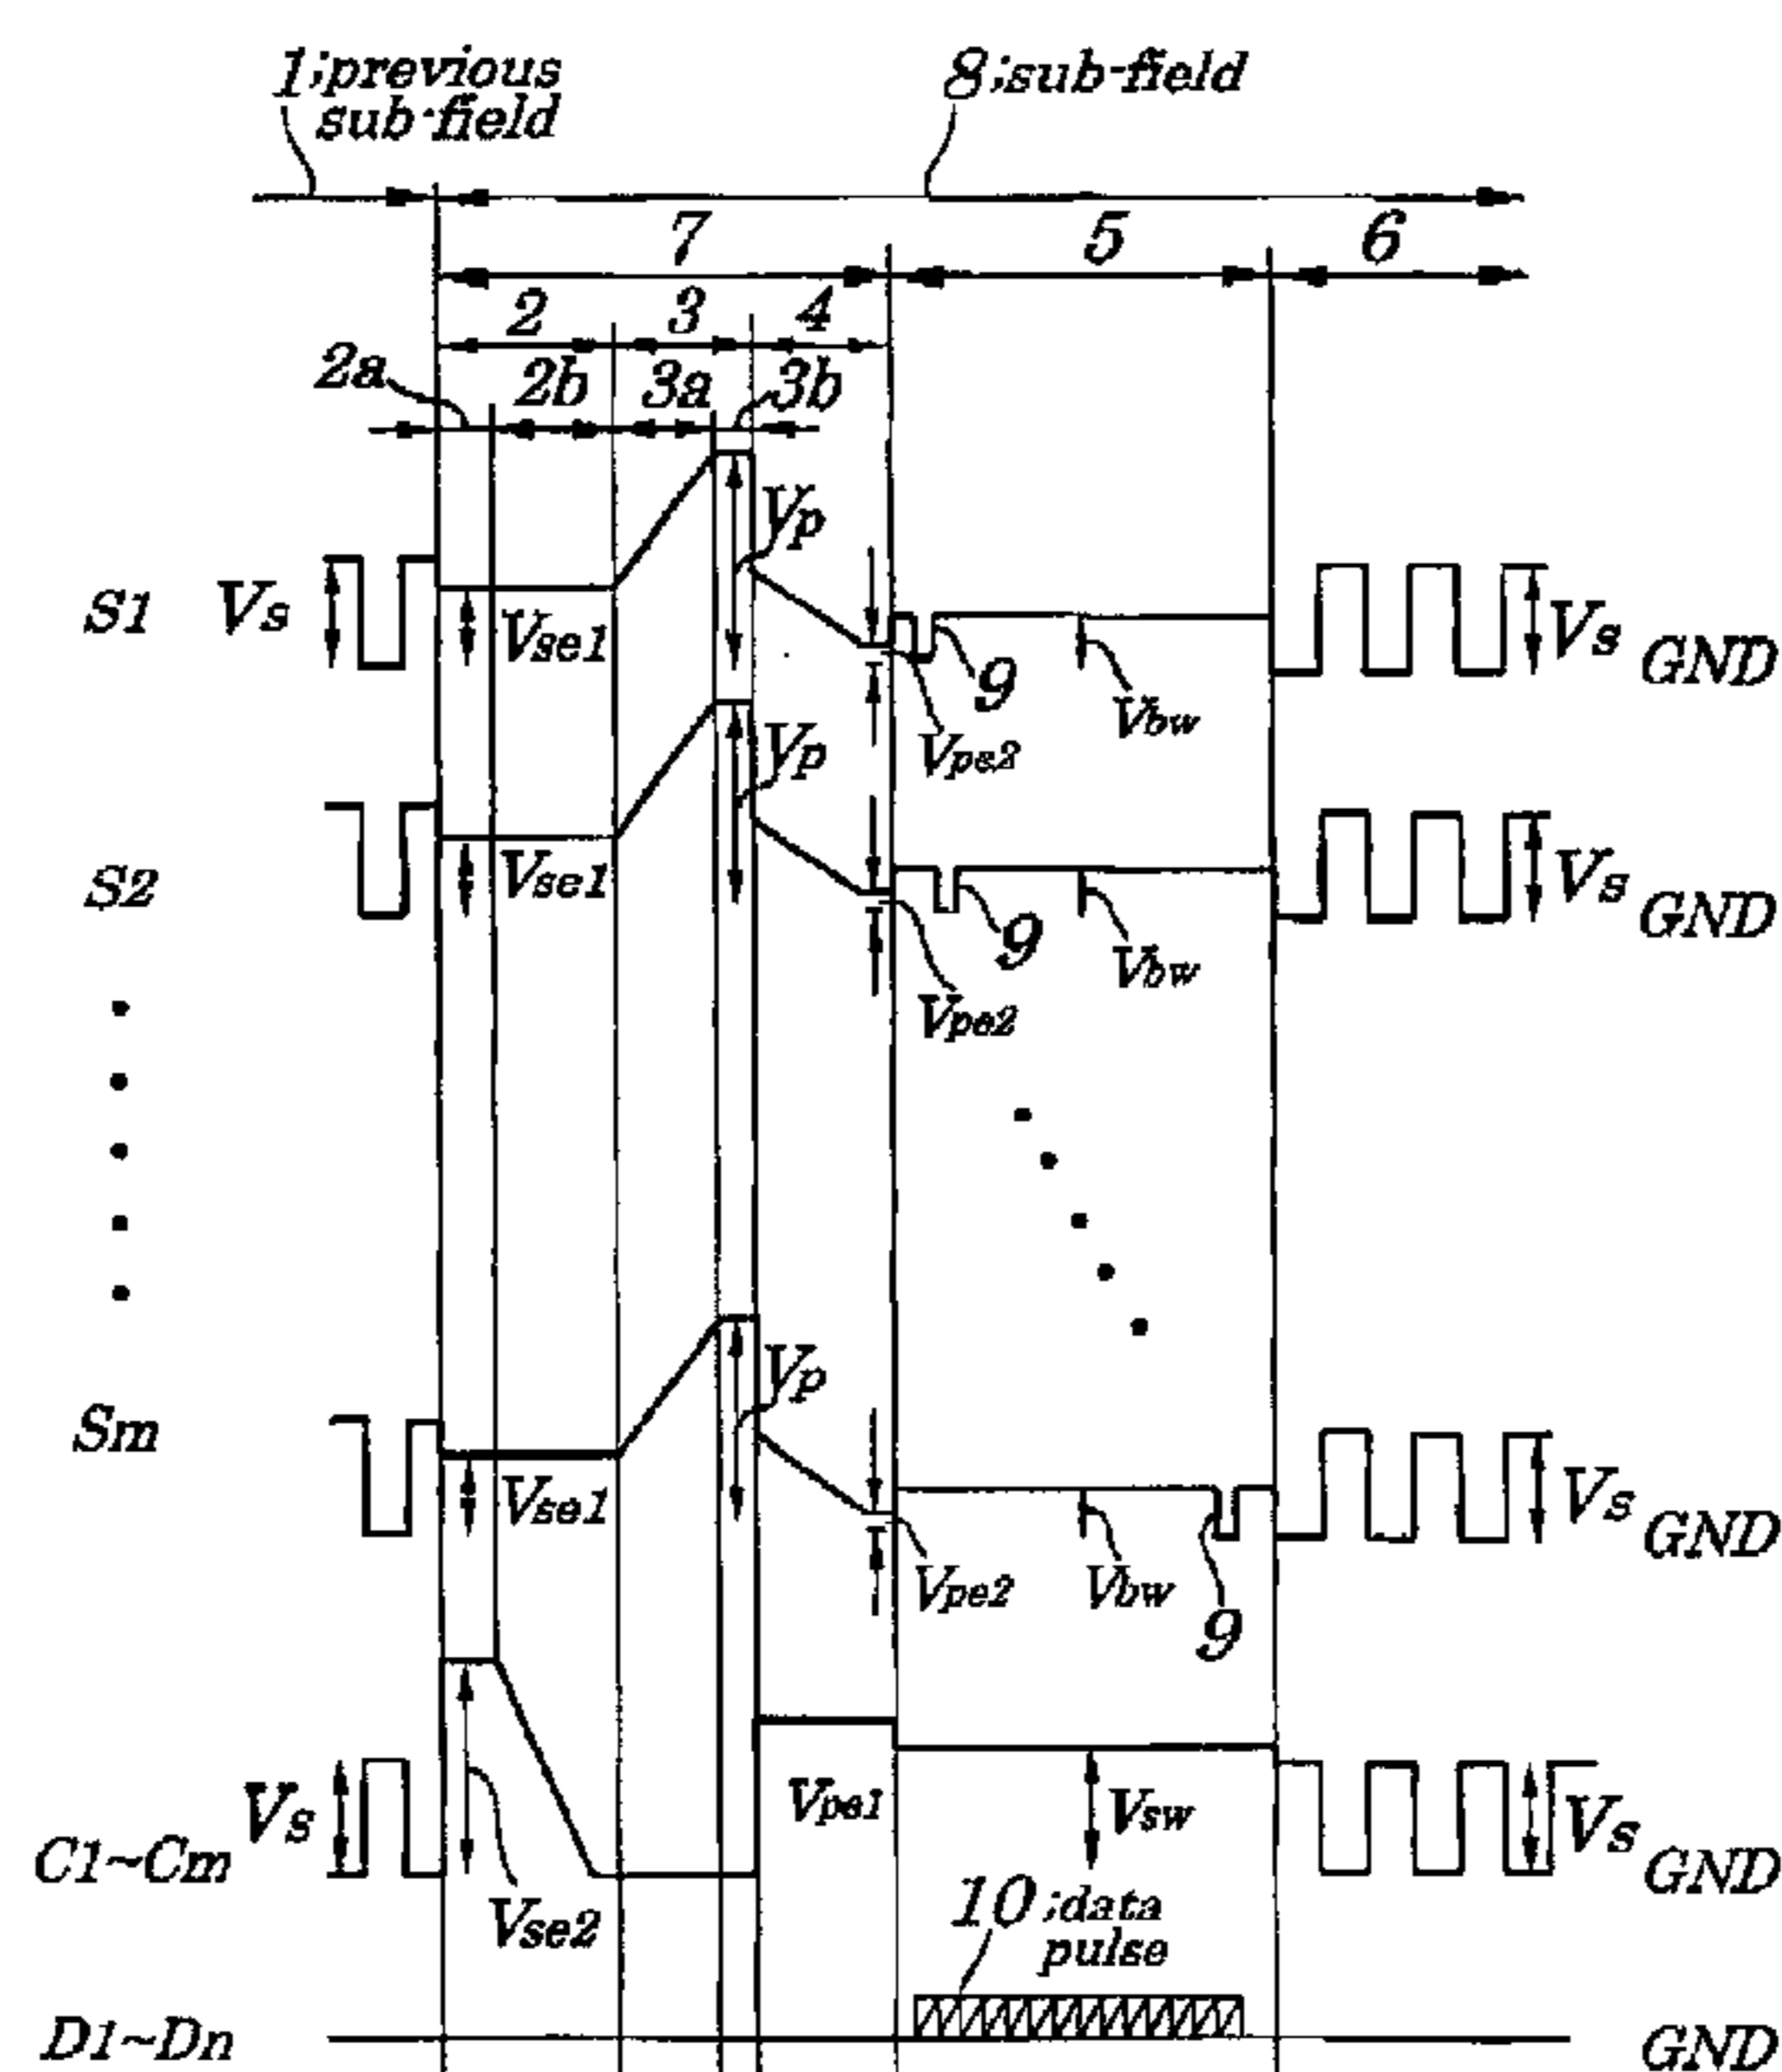 1;previous
sub-field
8;sub-field
7 5 6
2 3 4
2a 2b 3a 3b
S1 Vs Vse1 Vp Vpe2 9 Vbw Vs GND
S2 Vse1 Vp Vpe2 9 Vbw Vs GND
Sm Vse1 Vp Vpe2 Vbw 9 Vs GND
C1~Cm Vs Vse2 Vpe1 Vsw Vs GND
10;data
pulse
D1~Dn GND